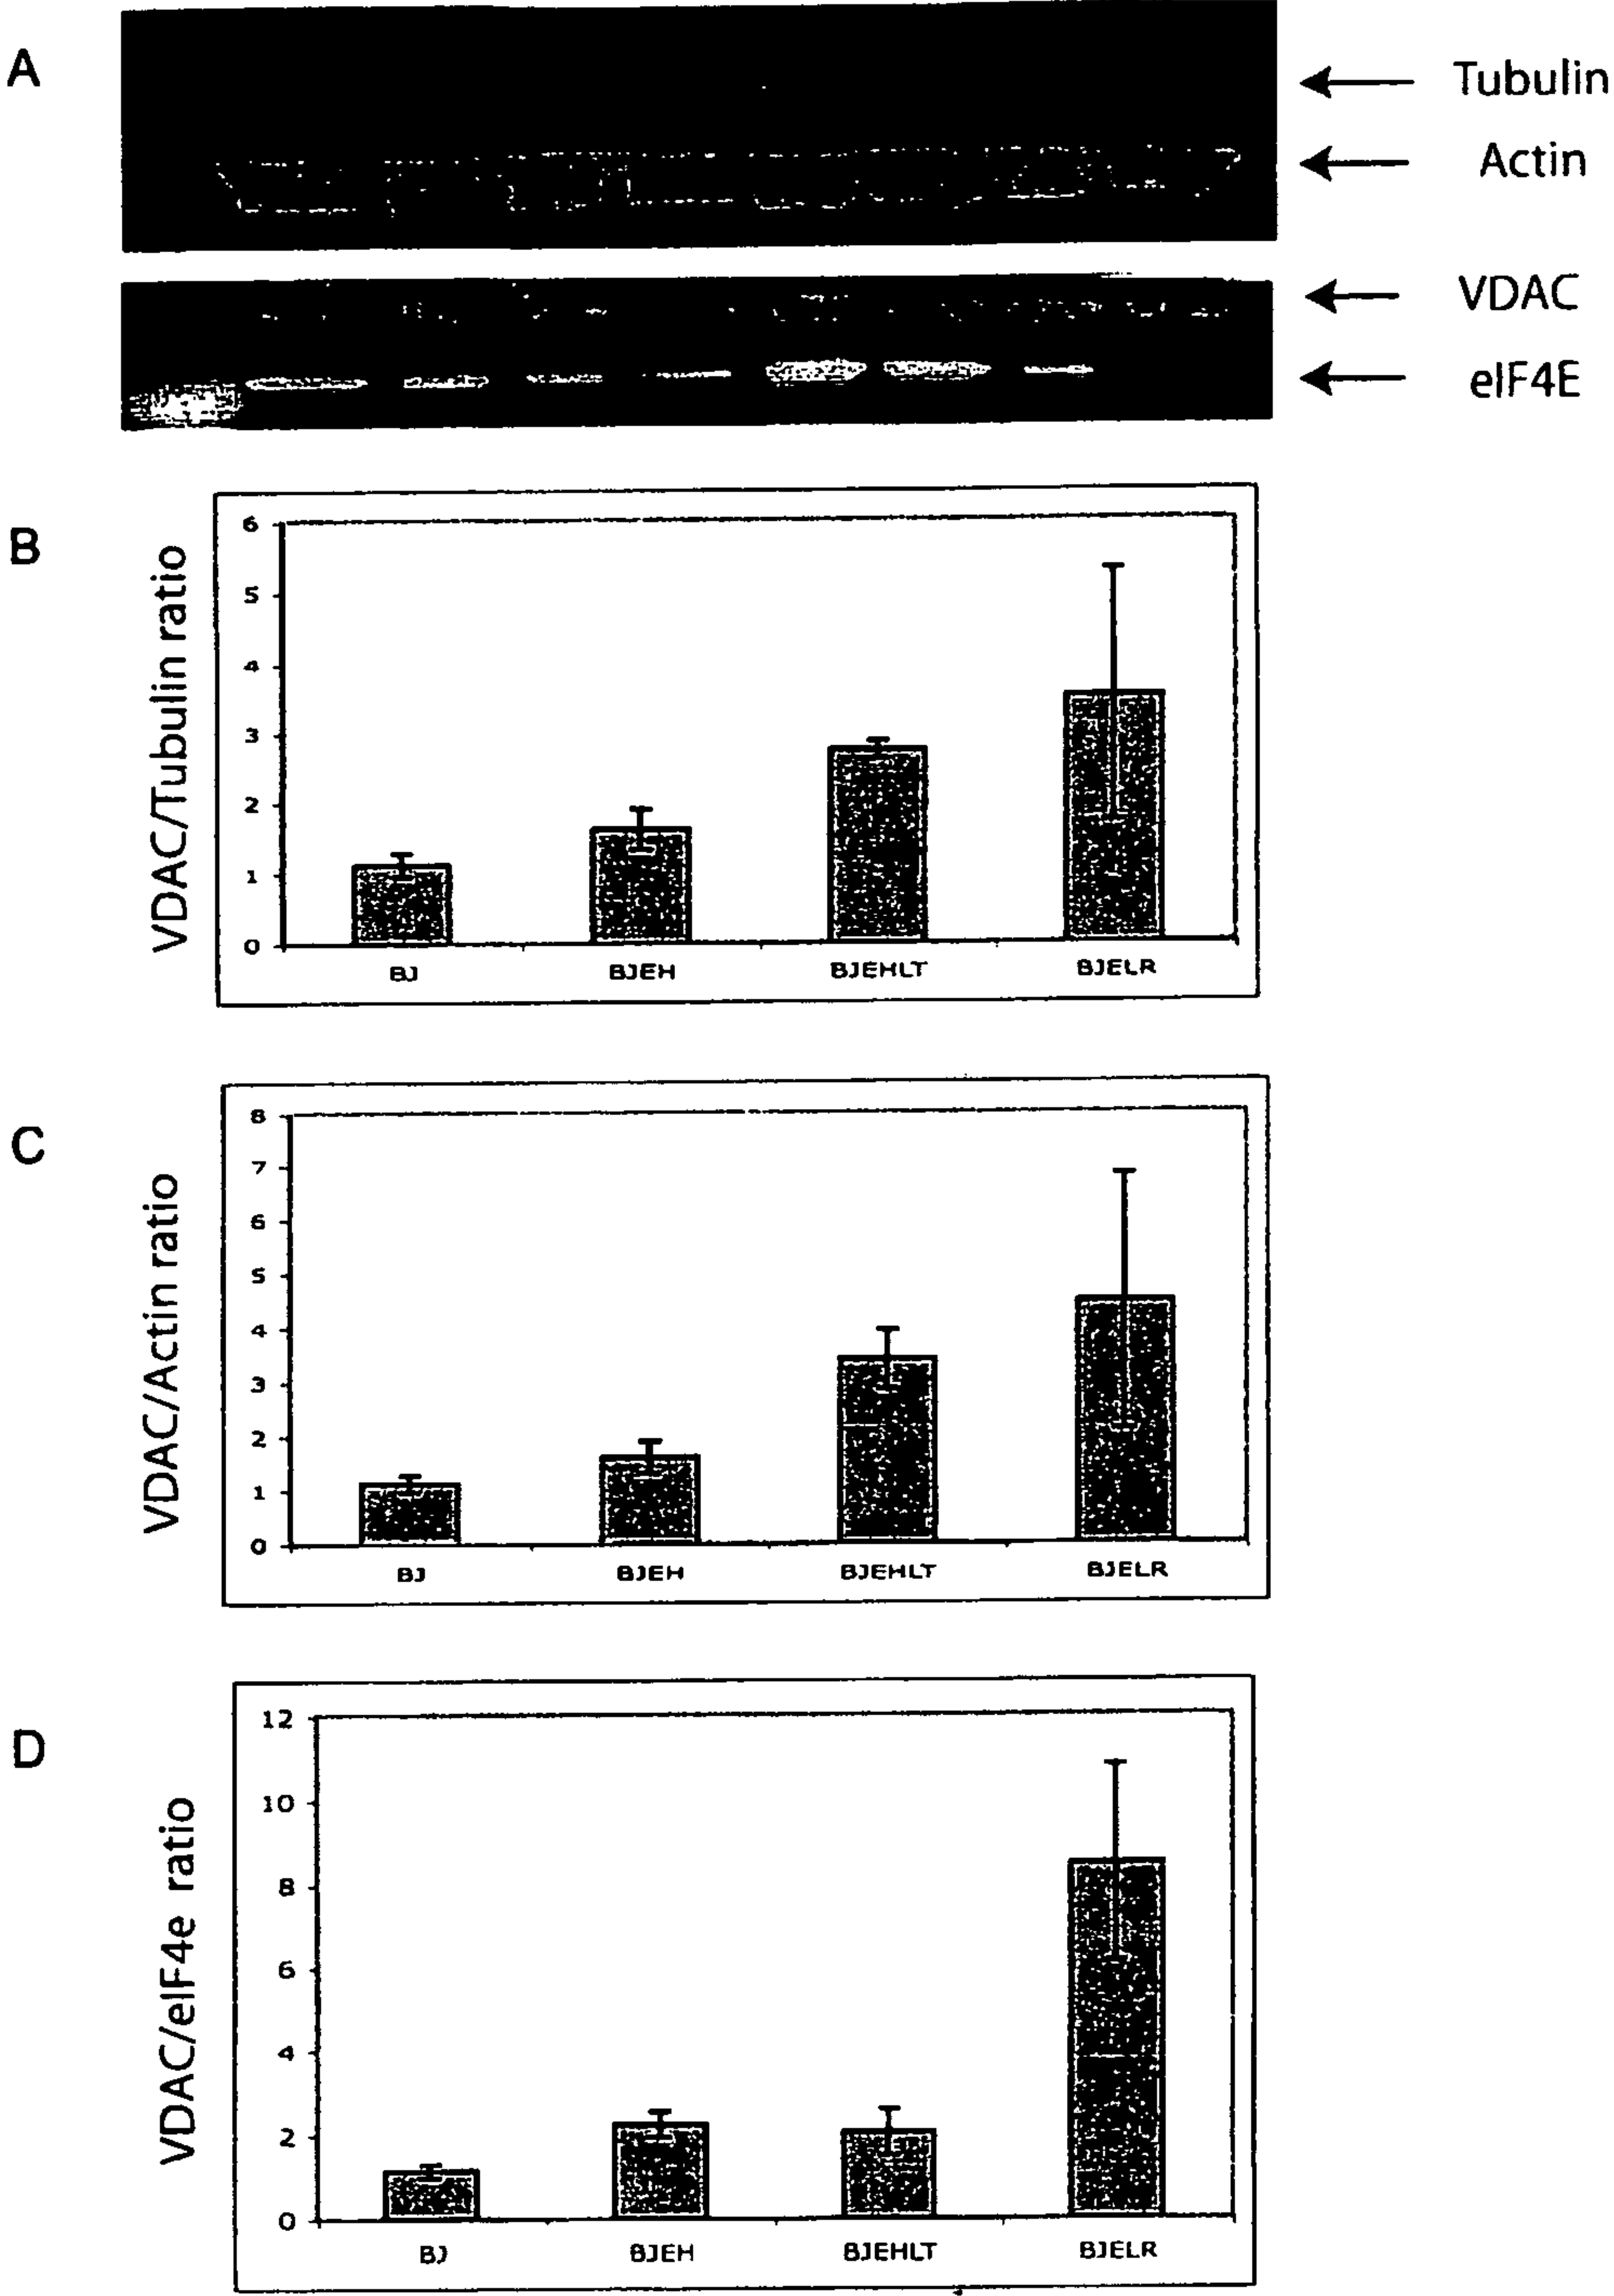 A
Tubulin
Actin
VDAC
eIF4E
B
VDAC/Tubulin ratio
6
5
4
3
2
1
0
BJ BJEH BJEHLT BJELR
C
VDAC/Actin ratio
8
7
6
5
4
3
2
1
0
BJ BJEH BJEHLT BJELR
D
VDAC/eIF4e ratio
12
10
8
6
4
2
0
BJ BJEH BJEHLT BJELR